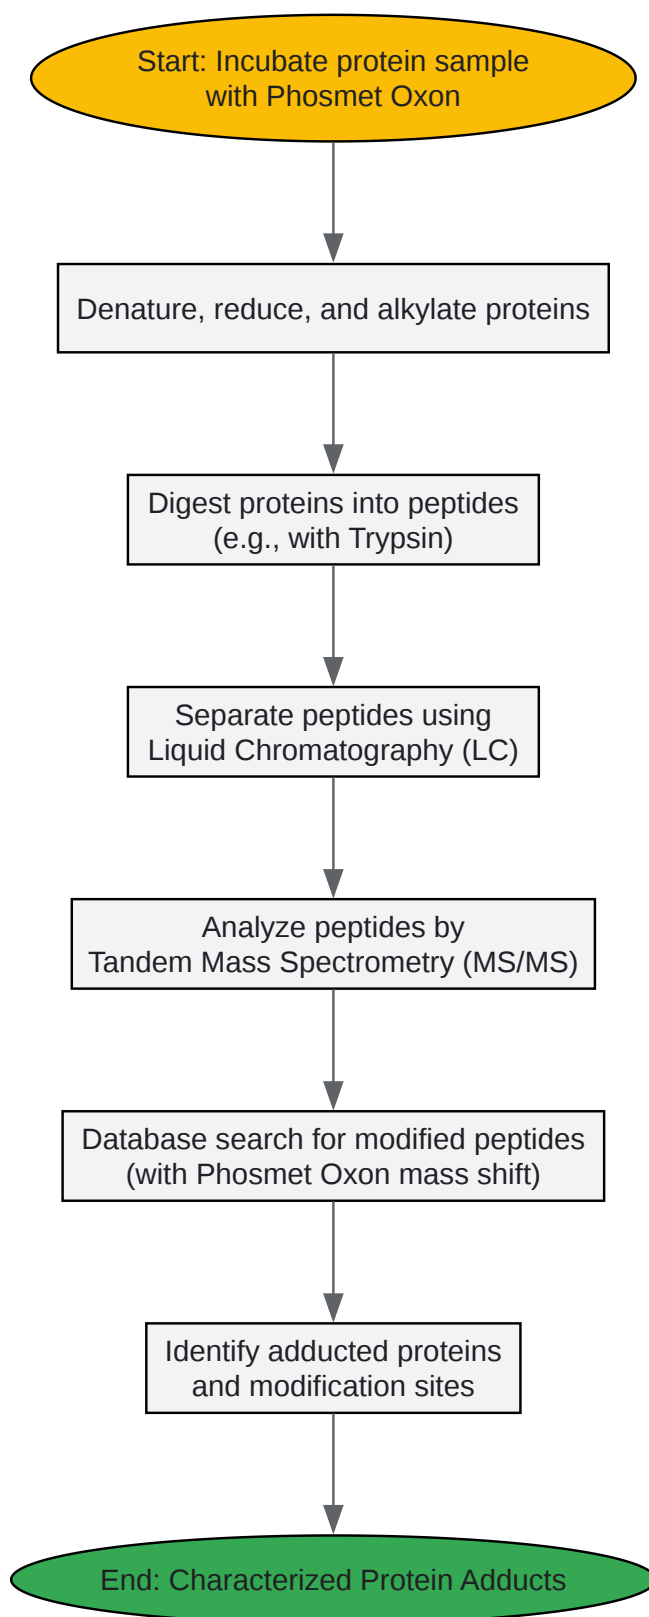 Start: Incubate protein sample
with Phosmet Oxon
Denature, reduce, and alkylate proteins
Digest proteins into peptides
(e.g., with Trypsin)
Separate peptides using
Liquid Chromatography (LC)
Analyze peptides by
Tandem Mass Spectrometry (MS/MS)
Database search for modified peptides
(with Phosmet Oxon mass shift)
Identify adducted proteins
and modification sites
End: Characterized Protein Adducts